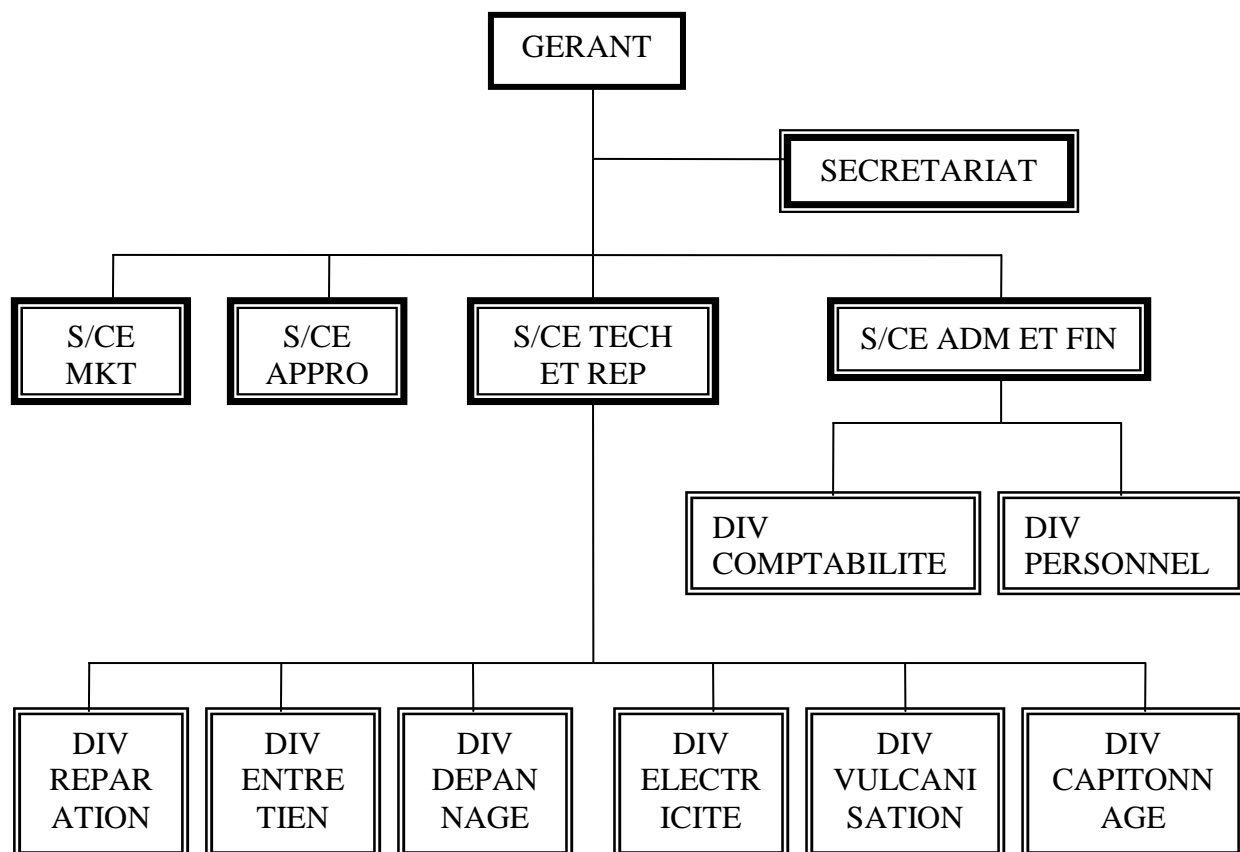 GERANT
SECRETARIAT
S/CE
MKT
S/CE
APPRO
S/CE TECH
ET REP
S/CE ADM ET FIN
DIV
COMPTABILITE
DIV
PERSONNEL
DIV
REPAR
ATION
DIV
ENTRE
TIEN
DIV
DEPAN
NAGE
DIV
ELECTR
ICITE
DIV
VULCANI
SATION
DIV
CAPITONN
AGE